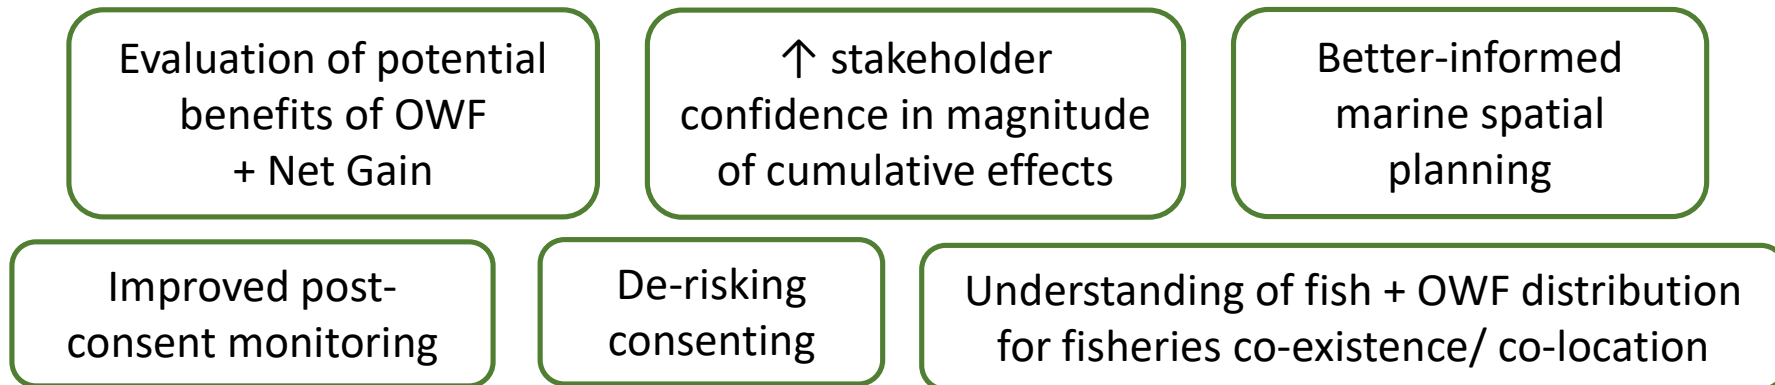 Evaluation of potential
benefits of OWF
+ Net Gain
↑ stakeholder
confidence in magnitude
of cumulative effects
Better-informed
marine spatial
planning
Improved post-
consent monitoring
De-risking
consenting
Understanding of fish + OWF distribution
for fisheries co-existence/ co-location